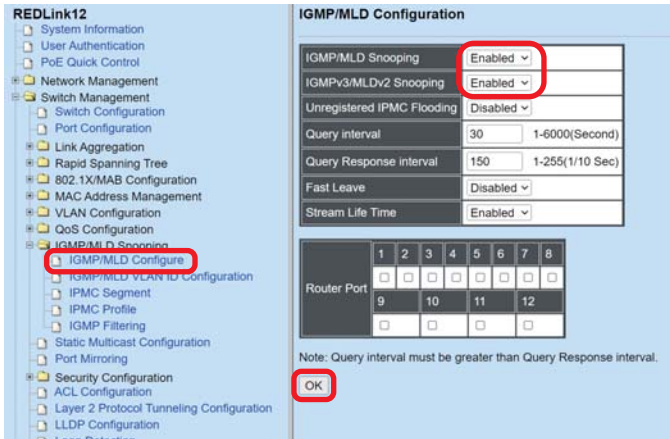 REDLink12
System Information
User Authentication
PoE Quick Control
Network Management
Switch Management
Switch Configuration
Port Configuration
Link Aggregation
Rapid Spanning Tree
802.1X/MAB Configuration
MAC Address Management
VLAN Configuration
QoS Configuration
IGMP/MLD Snooping
IGMP/MLD Configure
IGMP/MLD VLAN ID Configuration
IPMC Segment
IPMC Profile
IGMP Filtering
Static Multicast Configuration
Port Mirroring
Security Configuration
ACL Configuration
Layer 2 Protocol Tunneling Configuration
LLDP Configuration
Loop Detection
IGMP/MLD Configuration
IGMP/MLD Snooping Enabled
IGMPv3/MLDv2 Snooping Enabled
Unregistered IPMC Flooding Disabled
Query interval 30 1-6000(Second)
Query Response interval 150 1-255(1/10 Sec)
Fast Leave Disabled
Stream Life Time Enabled
Router Port
1 2 3 4 5 6 7 8
9 10 11 12
Note: Query interval must be greater than Query Response interval.
OK